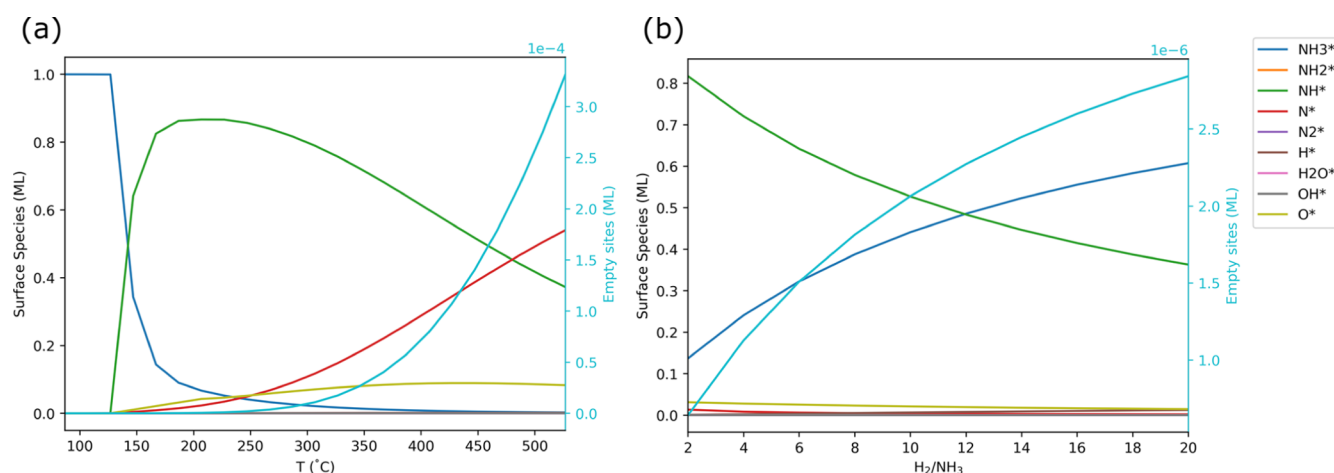 (a)
1e−4
1.0
0.8
0.6
0.4
0.2
0.0
Surface Species (ML)
3.0
2.5
2.0
1.5
1.0
0.5
0.0
Empty sites (ML)
100 150 200 250 300 350 400 450 500
T (˚C)
(b)
1e−6
0.8
0.7
0.6
0.5
0.4
0.3
0.2
0.1
0.0
Surface Species (ML)
2.5
2.0
1.5
1.0
Empty sites (ML)
2 4 6 8 10 12 14 16 18 20
H₂/NH₃
NH3*
NH2*
NH*
N*
N2*
H*
H2O*
OH*
O*